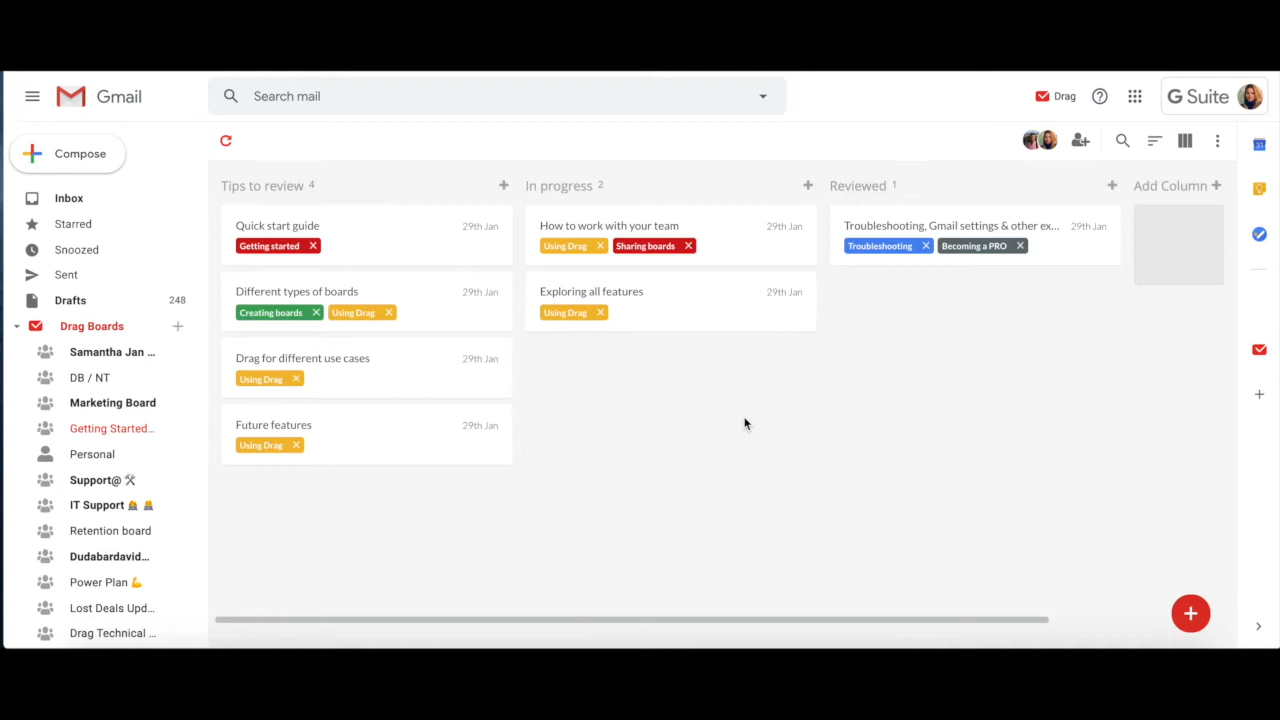 Gmail
Search mail
Drag
G Suite
Compose
Inbox
Starred
Snoozed
Sent
Drafts 248
Drag Boards
Samantha Jan ...
DB / NT
Marketing Board
Getting Started...
Personal
Support@ 🛠
IT Support
Retention board
Dudabardavid...
Power Plan 💪
Lost Deals Upd...
Drag Technical ...
Tips to review 4
Quick start guide 29th Jan
Getting started
Different types of boards 29th Jan
Creating boards Using Drag
Drag for different use cases 29th Jan
Using Drag
Future features 29th Jan
Using Drag
In progress 2
How to work with your team 29th Jan
Using Drag Sharing boards
Exploring all features 29th Jan
Using Drag
Reviewed 1
Troubleshooting, Gmail settings & other ex... 29th Jan
Troubleshooting Becoming a PRO
Add Column +
31